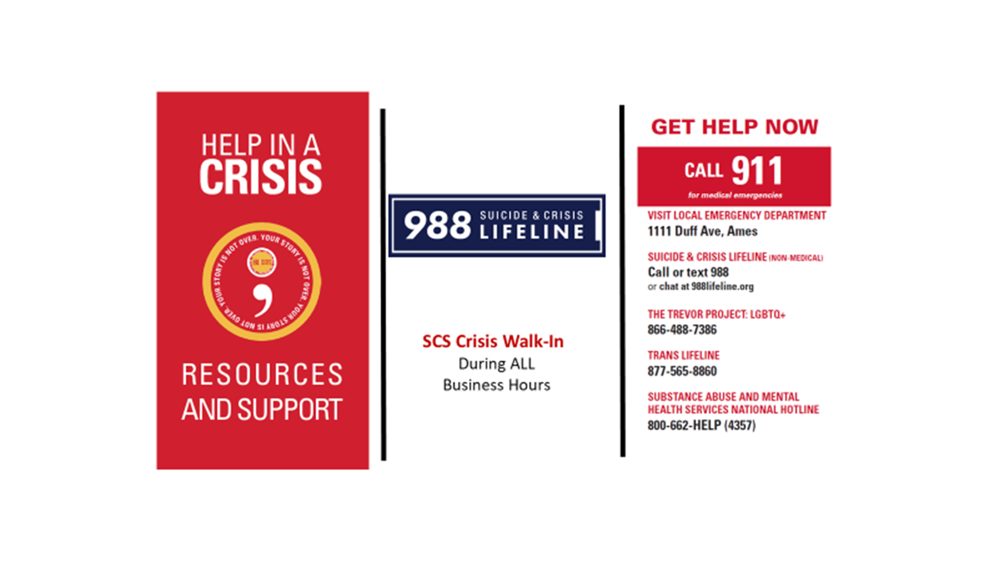 HELP IN A
CRISIS
YOUR STORY IS NOT OVER. YOUR STORY IS NOT OVER. YOUR STORY IS NOT OVER.
RESOURCES
AND SUPPORT
988 SUICIDE & CRISIS
LIFELINE
SCS Crisis Walk-In
During ALL
Business Hours
GET HELP NOW
CALL 911
for medical emergencies
VISIT LOCAL EMERGENCY DEPARTMENT
1111 Duff Ave, Ames
SUICIDE & CRISIS LIFELINE (NON-MEDICAL)
Call or text 988
or chat at 988lifeline.org
THE TREVOR PROJECT: LGBTQ+
866-488-7386
TRANS LIFELINE
877-565-8860
SUBSTANCE ABUSE AND MENTAL
HEALTH SERVICES NATIONAL HOTLINE
800-662-HELP (4357)